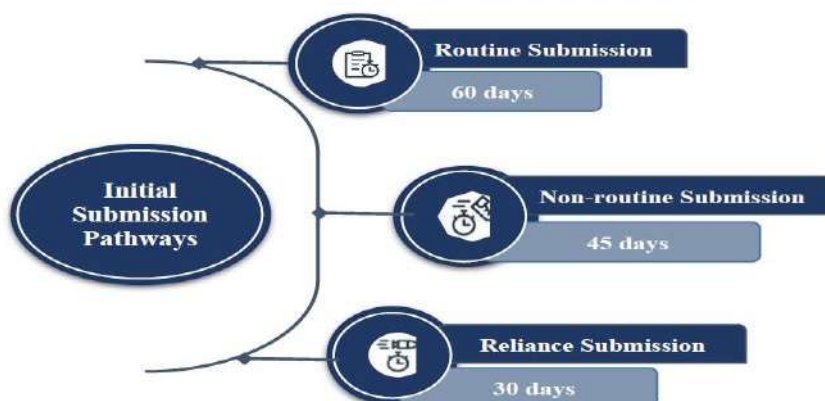 Routine Submission
60 days
Initial
Submission
Pathways
Non-routine Submission
45 days
Reliance Submission
30 days